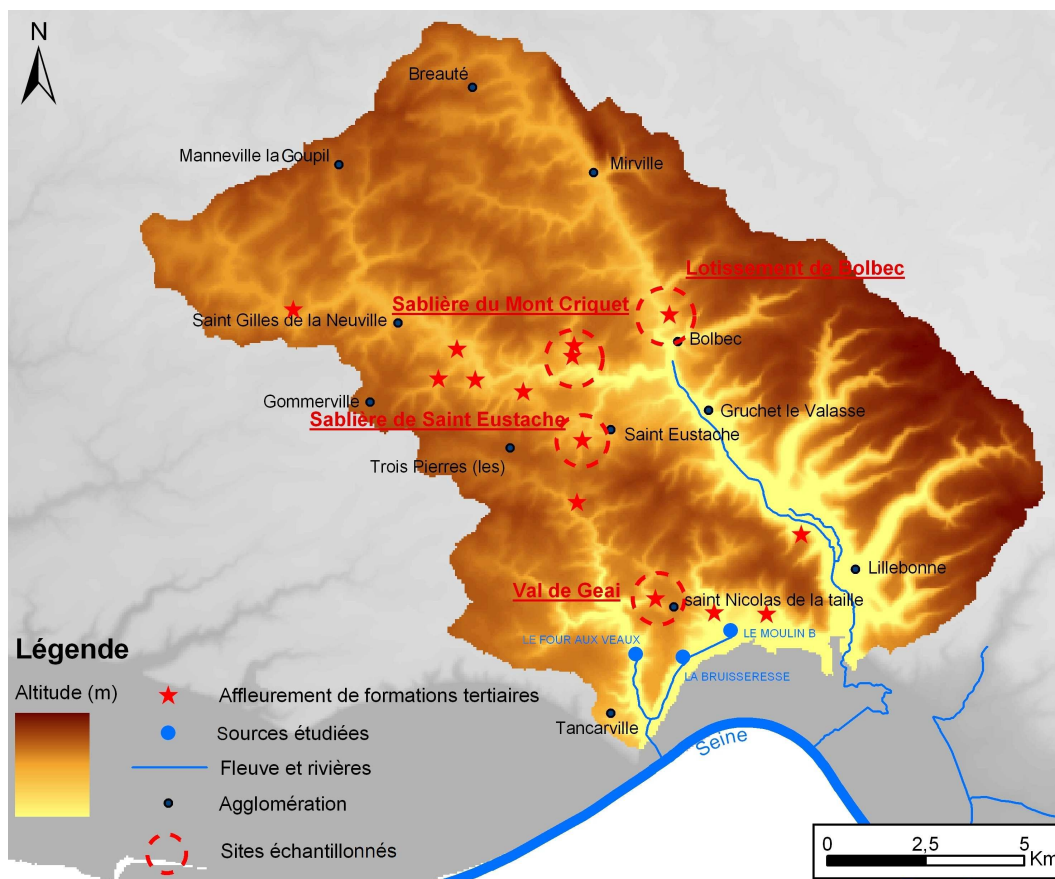 N
Breauté
Manneville la Goupil
Mirville
Lotissement de Bolbec
Sablière du Mont Criquet
Saint Gilles de la Neuville
Bolbec
Gommerville
Gruchet le Valasse
Sablière de Saint Eustache
Saint Eustache
Trois Pierres (les)
Lillebonne
Val de Geai
saint Nicolas de la taille
LE FOUR AUX VEAUX
LE MOULIN B
LA BRUISSERESSE
Tancarville
Seine
Légende
Altitude (m)
Affleurement de formations tertiaires
Sources étudiées
Fleuve et rivières
Agglomération
Sites échantillonnés
0 2,5 5
Km